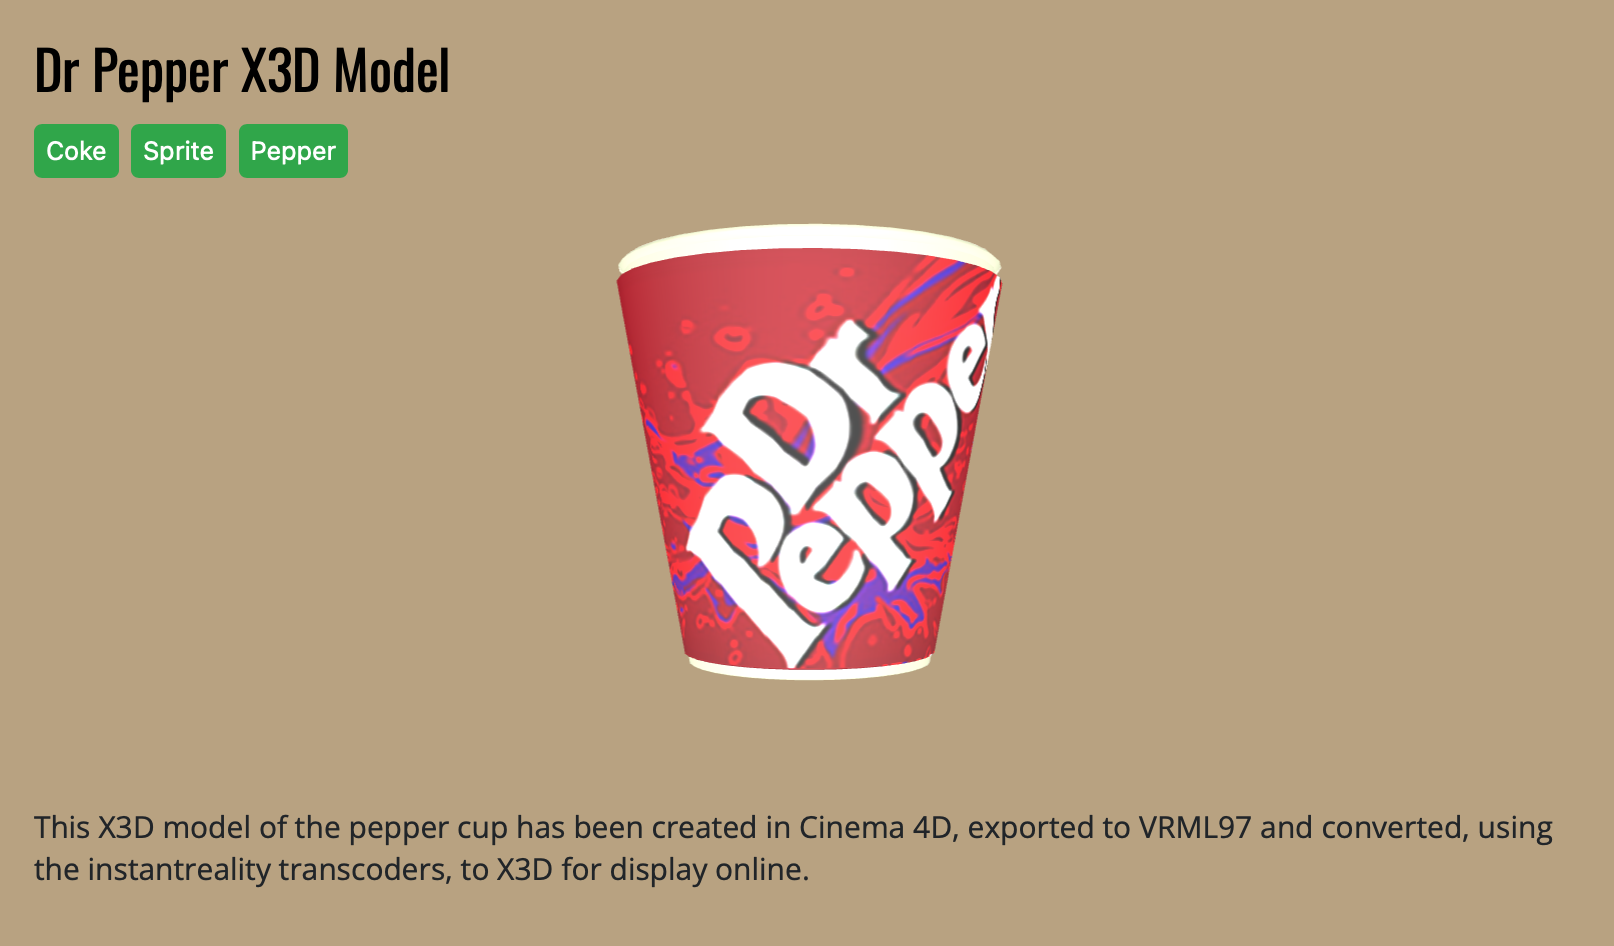 Dr Pepper X3D Model
Coke Sprite Pepper
Dr
Pepper
This X3D model of the pepper cup has been created in Cinema 4D, exported to VRML97 and converted, using
the instantreality transcoders, to X3D for display online.